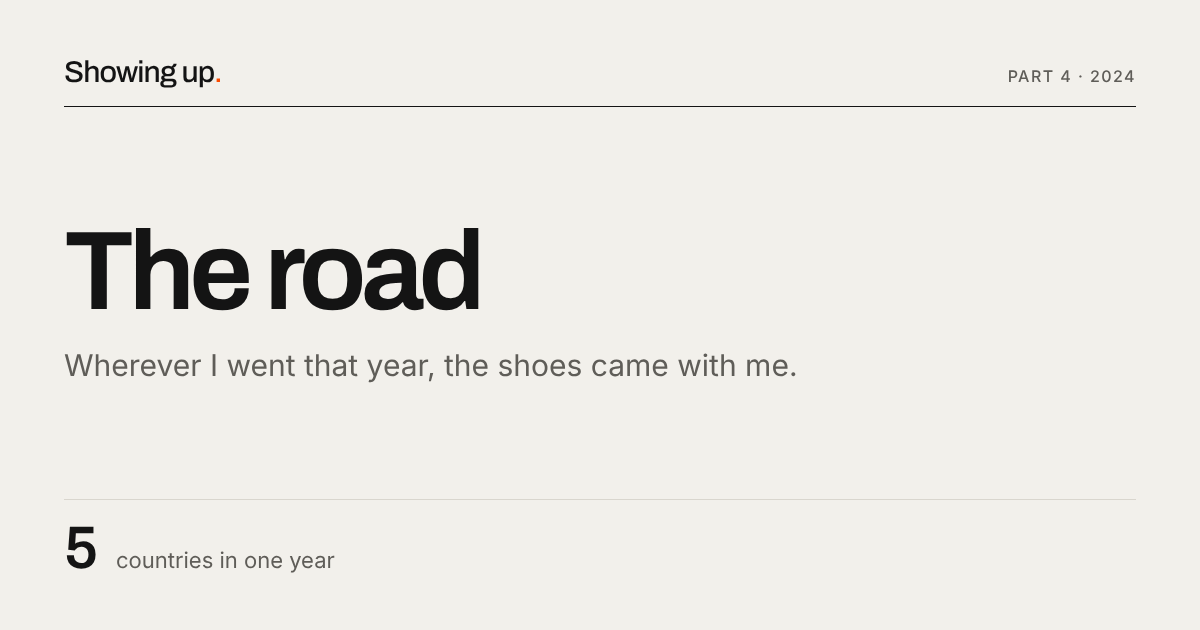 Showing up.
PART 4 · 2024
The road
Wherever I went that year, the shoes came with me.
5 countries in one year